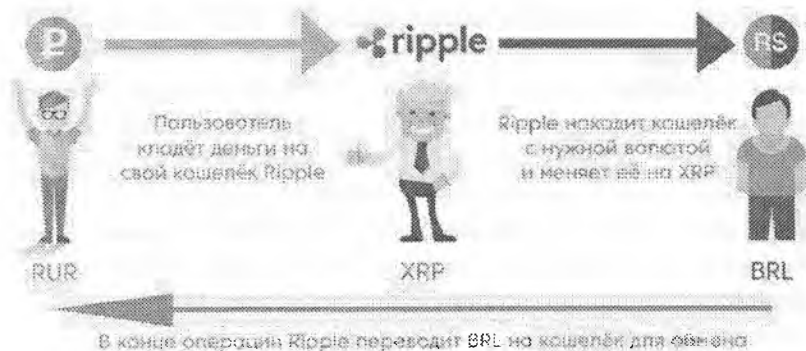 ₽
ripple
R$
Пользователь
кладёт деньги на
свой кошелёк Ripple
Ripple находит кошелёк
с нужной валютой
и меняет её на XRP
RUR
XRP
BRL
В конце операции Ripple переводит BRL на кошелёк для обмена